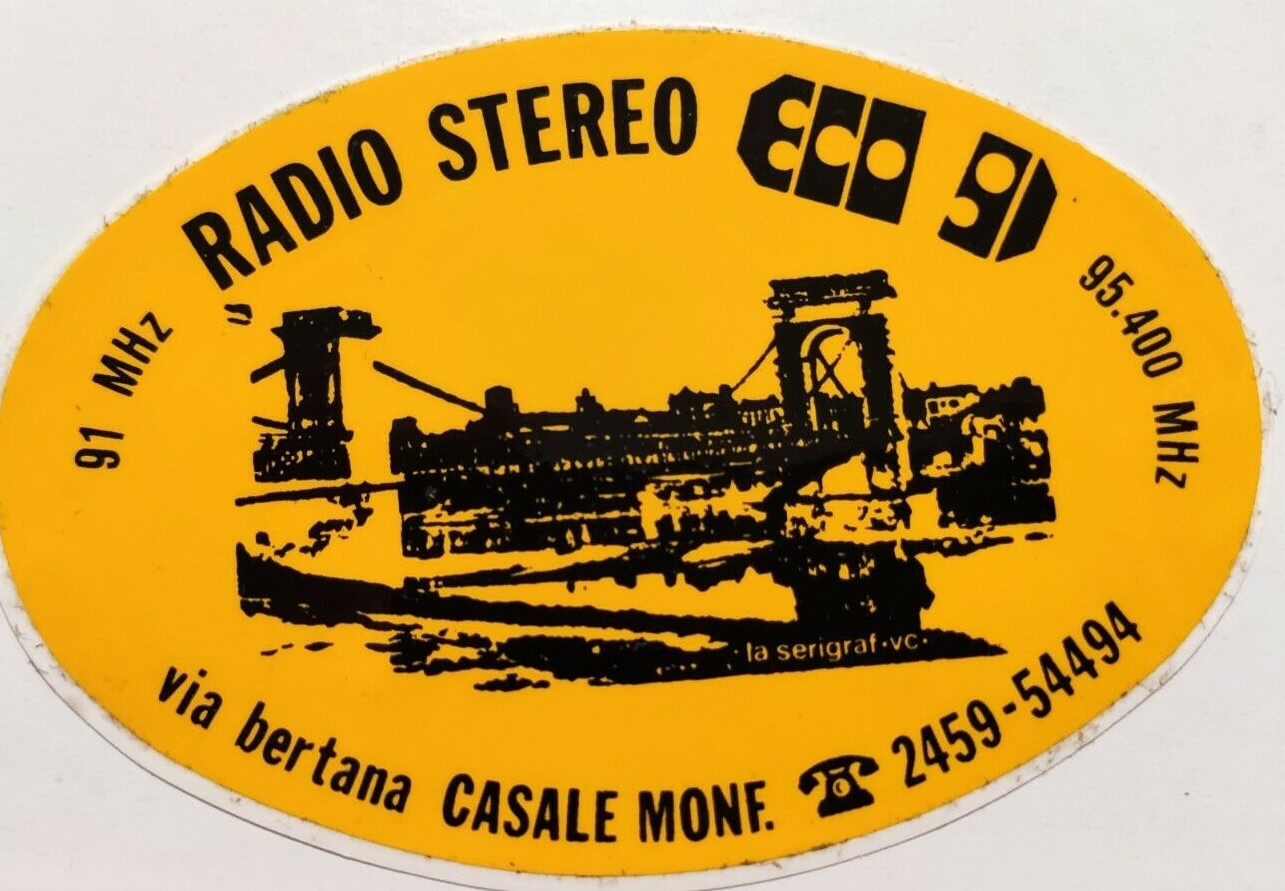 RADIO STEREO ECO 91
91 MHz
95.400 MHZ
la serigraf·vc·
via bertana CASALE MONF. 2459-54494